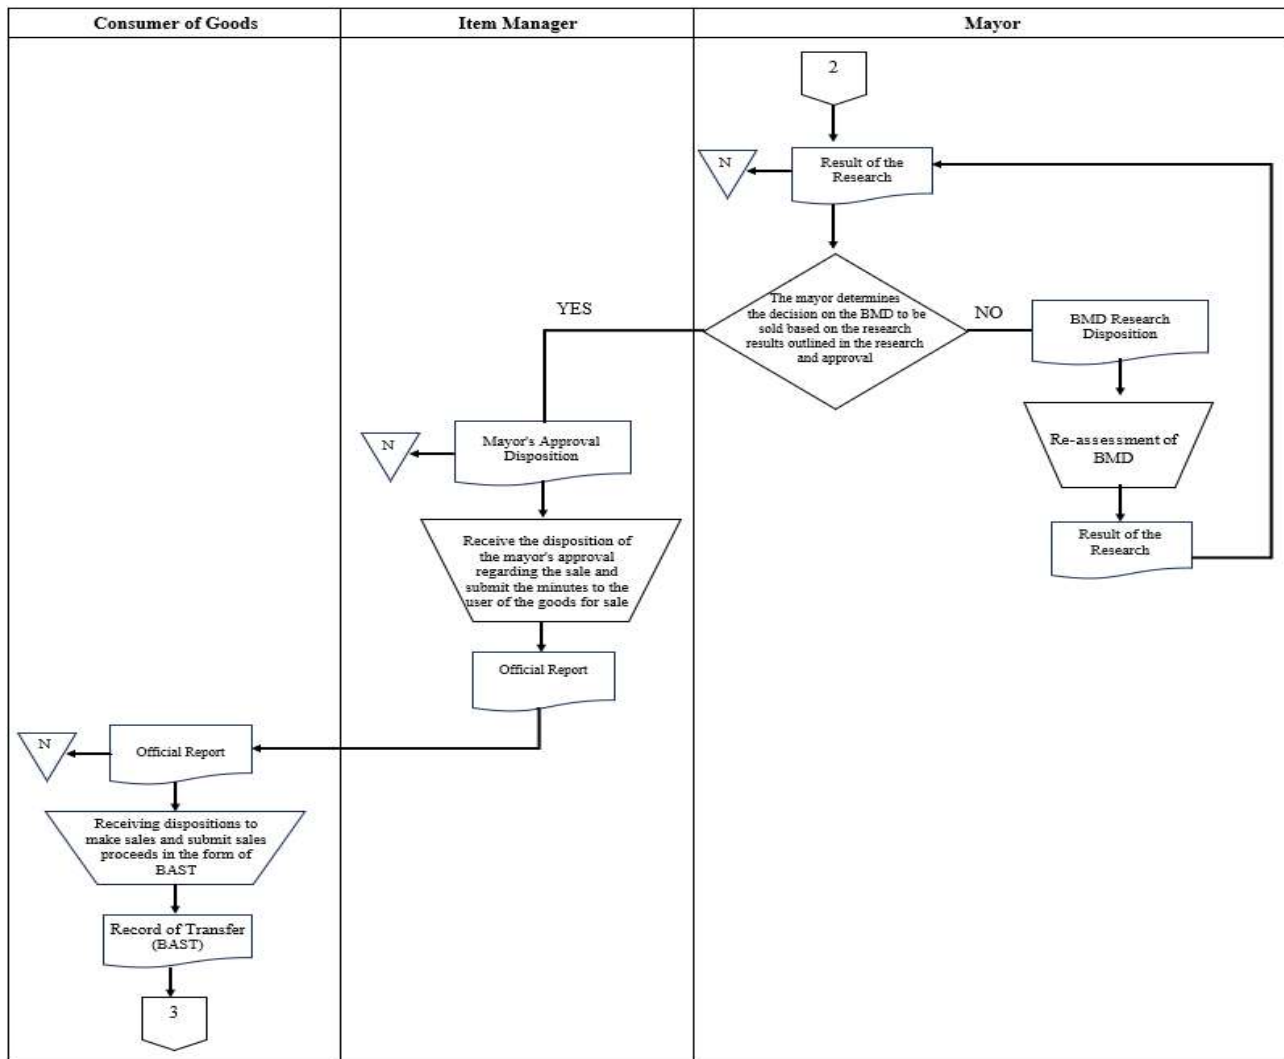 Consumer of Goods
Item Manager
Mayor
2
N
Result of the
Research
The mayor determines
the decision on the BMD to be
sold based on the research
results outlined in the research
and approval
YES
NO
BMD Research
Disposition
Re-assessment of
BMD
Result of the
Research
N
Mayor's Approval
Disposition
Receive the disposition of
the mayor's approval
regarding the sale and
submit the minutes to the
user of the goods for sale
Official Report
N
Official Report
Receiving dispositions to
make sales and submit sales
proceeds in the form of
BAST
Record of Transfer
(BAST)
3